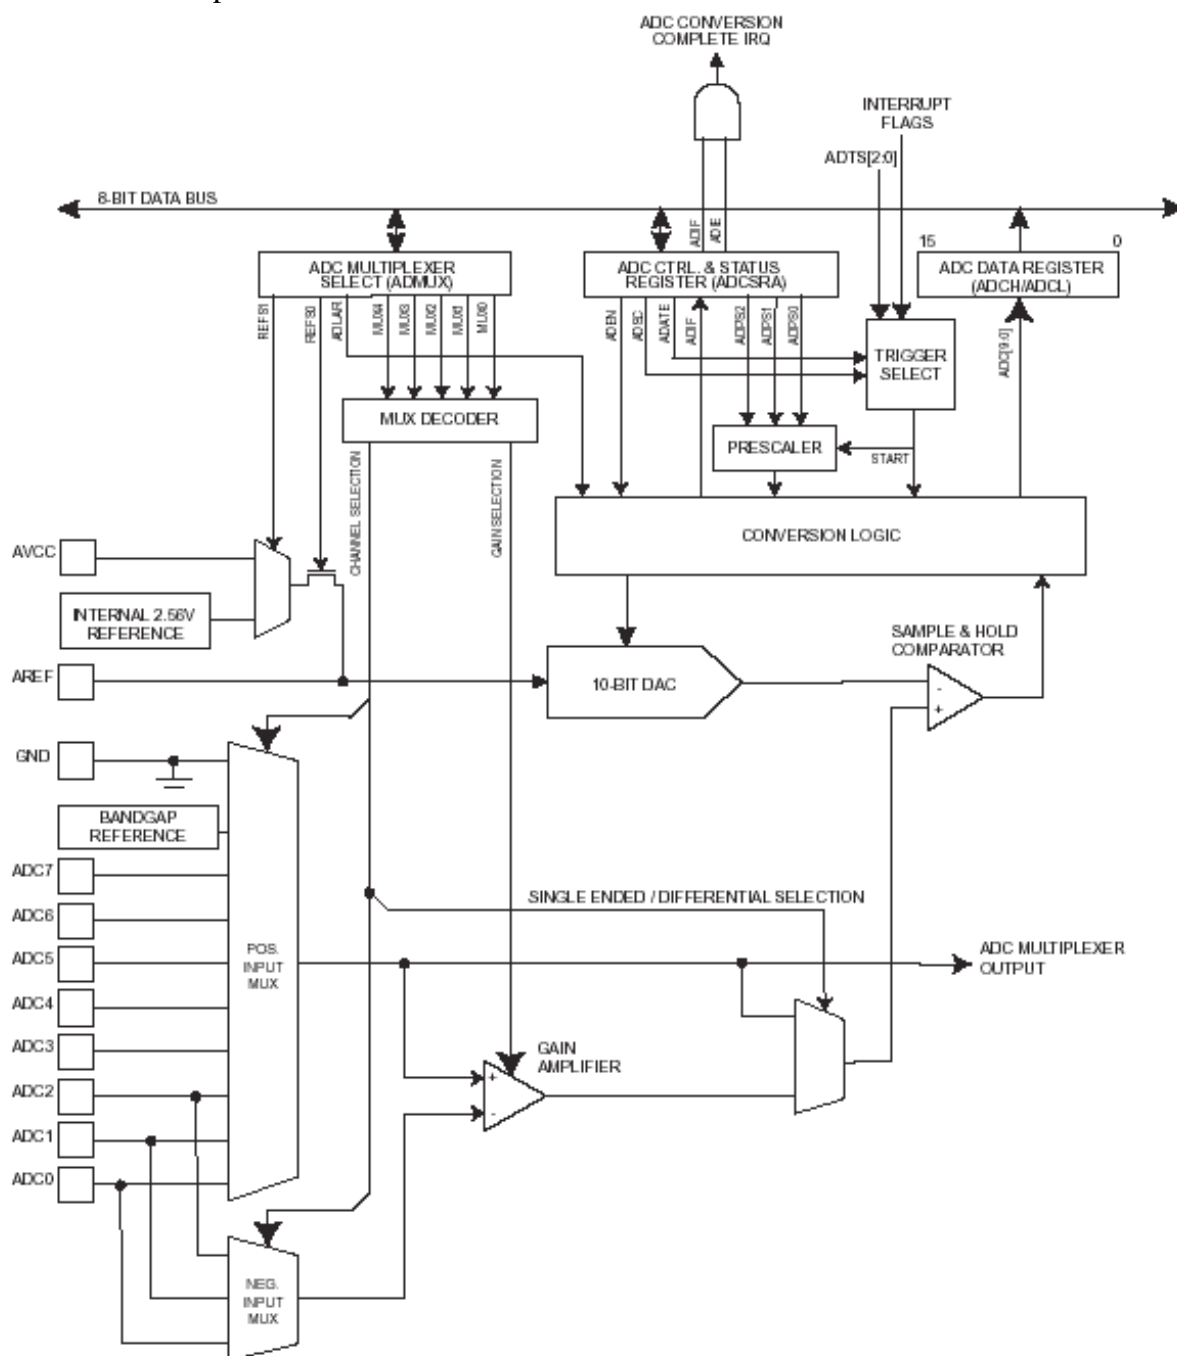 ADC CONVERSION
COMPLETE IRQ
INTERRUPT
FLAGS
ADTS[2:0]
8-BIT DATA BUS
ADIF
ADIE
15
0
ADC MULTIPLEXER
SELECT (ADMUX)
ADC CTRL. & STATUS
REGISTER (ADCSRA)
ADC DATA REGISTER
(ADCH/ADCL)
REFS1
REFS0
ADLAR
MUX4
MUX3
MUX2
MUX1
MUX0
ADEN
ADSC
ADATE
ADIF
ADPS2
ADPS1
ADPS0
ADC[9:0]
TRIGGER
SELECT
MUX DECODER
PRESCALER
START
CHANNEL SELECTION
GAIN SELECTION
CONVERSION LOGIC
AVCC
INTERNAL 2.56V
REFERENCE
SAMPLE & HOLD
COMPARATOR
AREF
10-BIT DAC
-
+
GND
BANDGAP
REFERENCE
ADC7
SINGLE ENDED / DIFFERENTIAL SELECTION
ADC6
ADC5
POS.
INPUT
MUX
ADC MULTIPLEXER
OUTPUT
ADC4
ADC3
GAIN
AMPLIFIER
+
-
ADC2
ADC1
ADC0
NEG.
INPUT
MUX